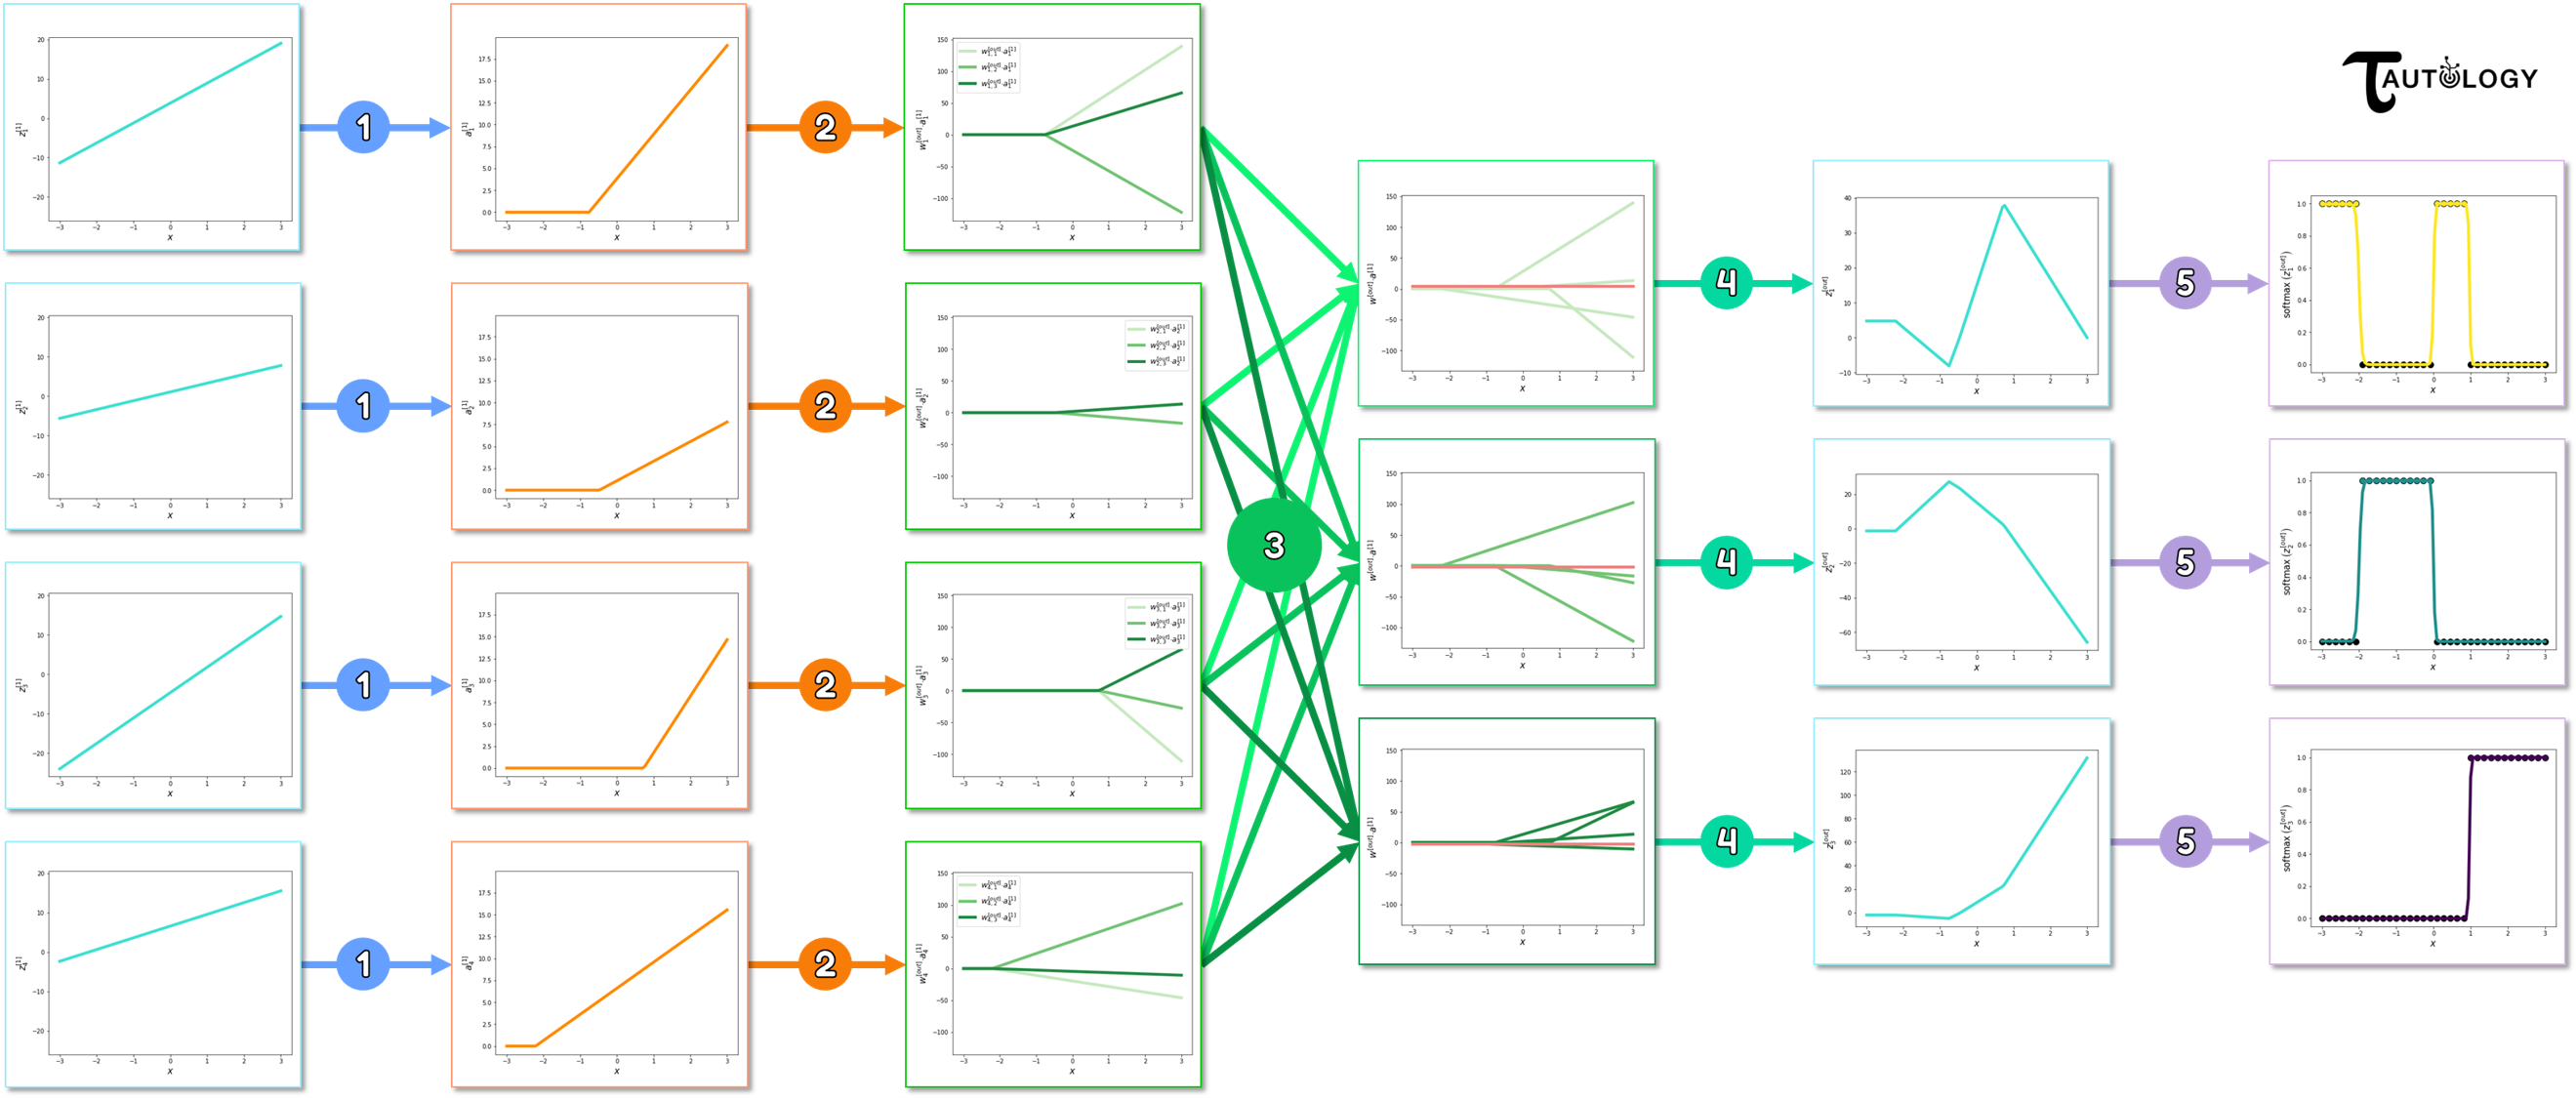 TAUTOLOGY
z_1^{[1]}
20
10
0
−10
−20
−3 −2 −1 0 1 2 3
x
1
a_1^{[1]}
17.5
15.0
12.5
10.0
7.5
5.0
2.5
0.0
−3 −2 −1 0 1 2 3
x
2
w_1^{[out]}·a_1^{[1]}
150
100
50
0
−50
−100
w_{1,1}^{[out]}·a_1^{[1]}
w_{1,2}^{[out]}·a_1^{[1]}
w_{1,3}^{[out]}·a_1^{[1]}
−3 −2 −1 0 1 2 3
x
z_2^{[1]}
20
10
0
−10
−20
−3 −2 −1 0 1 2 3
x
1
a_2^{[1]}
17.5
15.0
12.5
10.0
7.5
5.0
2.5
0.0
−3 −2 −1 0 1 2 3
x
2
w_2^{[out]}·a_2^{[1]}
150
100
50
0
−50
−100
w_{2,1}^{[out]}·a_2^{[1]}
w_{2,2}^{[out]}·a_2^{[1]}
w_{2,3}^{[out]}·a_2^{[1]}
−3 −2 −1 0 1 2 3
x
z_3^{[1]}
20
10
0
−10
−20
−3 −2 −1 0 1 2 3
x
1
a_3^{[1]}
17.5
15.0
12.5
10.0
7.5
5.0
2.5
0.0
−3 −2 −1 0 1 2 3
x
2
w_3^{[out]}·a_3^{[1]}
150
100
50
0
−50
−100
w_{3,1}^{[out]}·a_3^{[1]}
w_{3,2}^{[out]}·a_3^{[1]}
w_{3,3}^{[out]}·a_3^{[1]}
−3 −2 −1 0 1 2 3
x
z_4^{[1]}
20
10
0
−10
−20
−3 −2 −1 0 1 2 3
x
1
a_4^{[1]}
17.5
15.0
12.5
10.0
7.5
5.0
2.5
0.0
−3 −2 −1 0 1 2 3
x
2
w_4^{[out]}·a_4^{[1]}
150
100
50
0
−50
−100
w_{4,1}^{[out]}·a_4^{[1]}
w_{4,2}^{[out]}·a_4^{[1]}
w_{4,3}^{[out]}·a_4^{[1]}
−3 −2 −1 0 1 2 3
x
3
w^{[out]}·a^{[1]}
150
100
50
0
−50
−100
−3 −2 −1 0 1 2 3
x
4
z_1^{[out]}
40
30
20
10
0
−10
−3 −2 −1 0 1 2 3
x
5
softmax (z_1^{[out]})
1.0
0.8
0.6
0.4
0.2
0.0
−3 −2 −1 0 1 2 3
x
w^{[out]}·a^{[1]}
150
100
50
0
−50
−100
−3 −2 −1 0 1 2 3
x
4
z_2^{[out]}
20
0
−20
−40
−60
−3 −2 −1 0 1 2 3
x
5
softmax (z_2^{[out]})
1.0
0.8
0.6
0.4
0.2
0.0
−3 −2 −1 0 1 2 3
x
w^{[out]}·a^{[1]}
150
100
50
0
−50
−100
−3 −2 −1 0 1 2 3
x
4
z_3^{[out]}
120
100
80
60
40
20
0
−3 −2 −1 0 1 2 3
x
5
softmax (z_3^{[out]})
1.0
0.8
0.6
0.4
0.2
0.0
−3 −2 −1 0 1 2 3
x